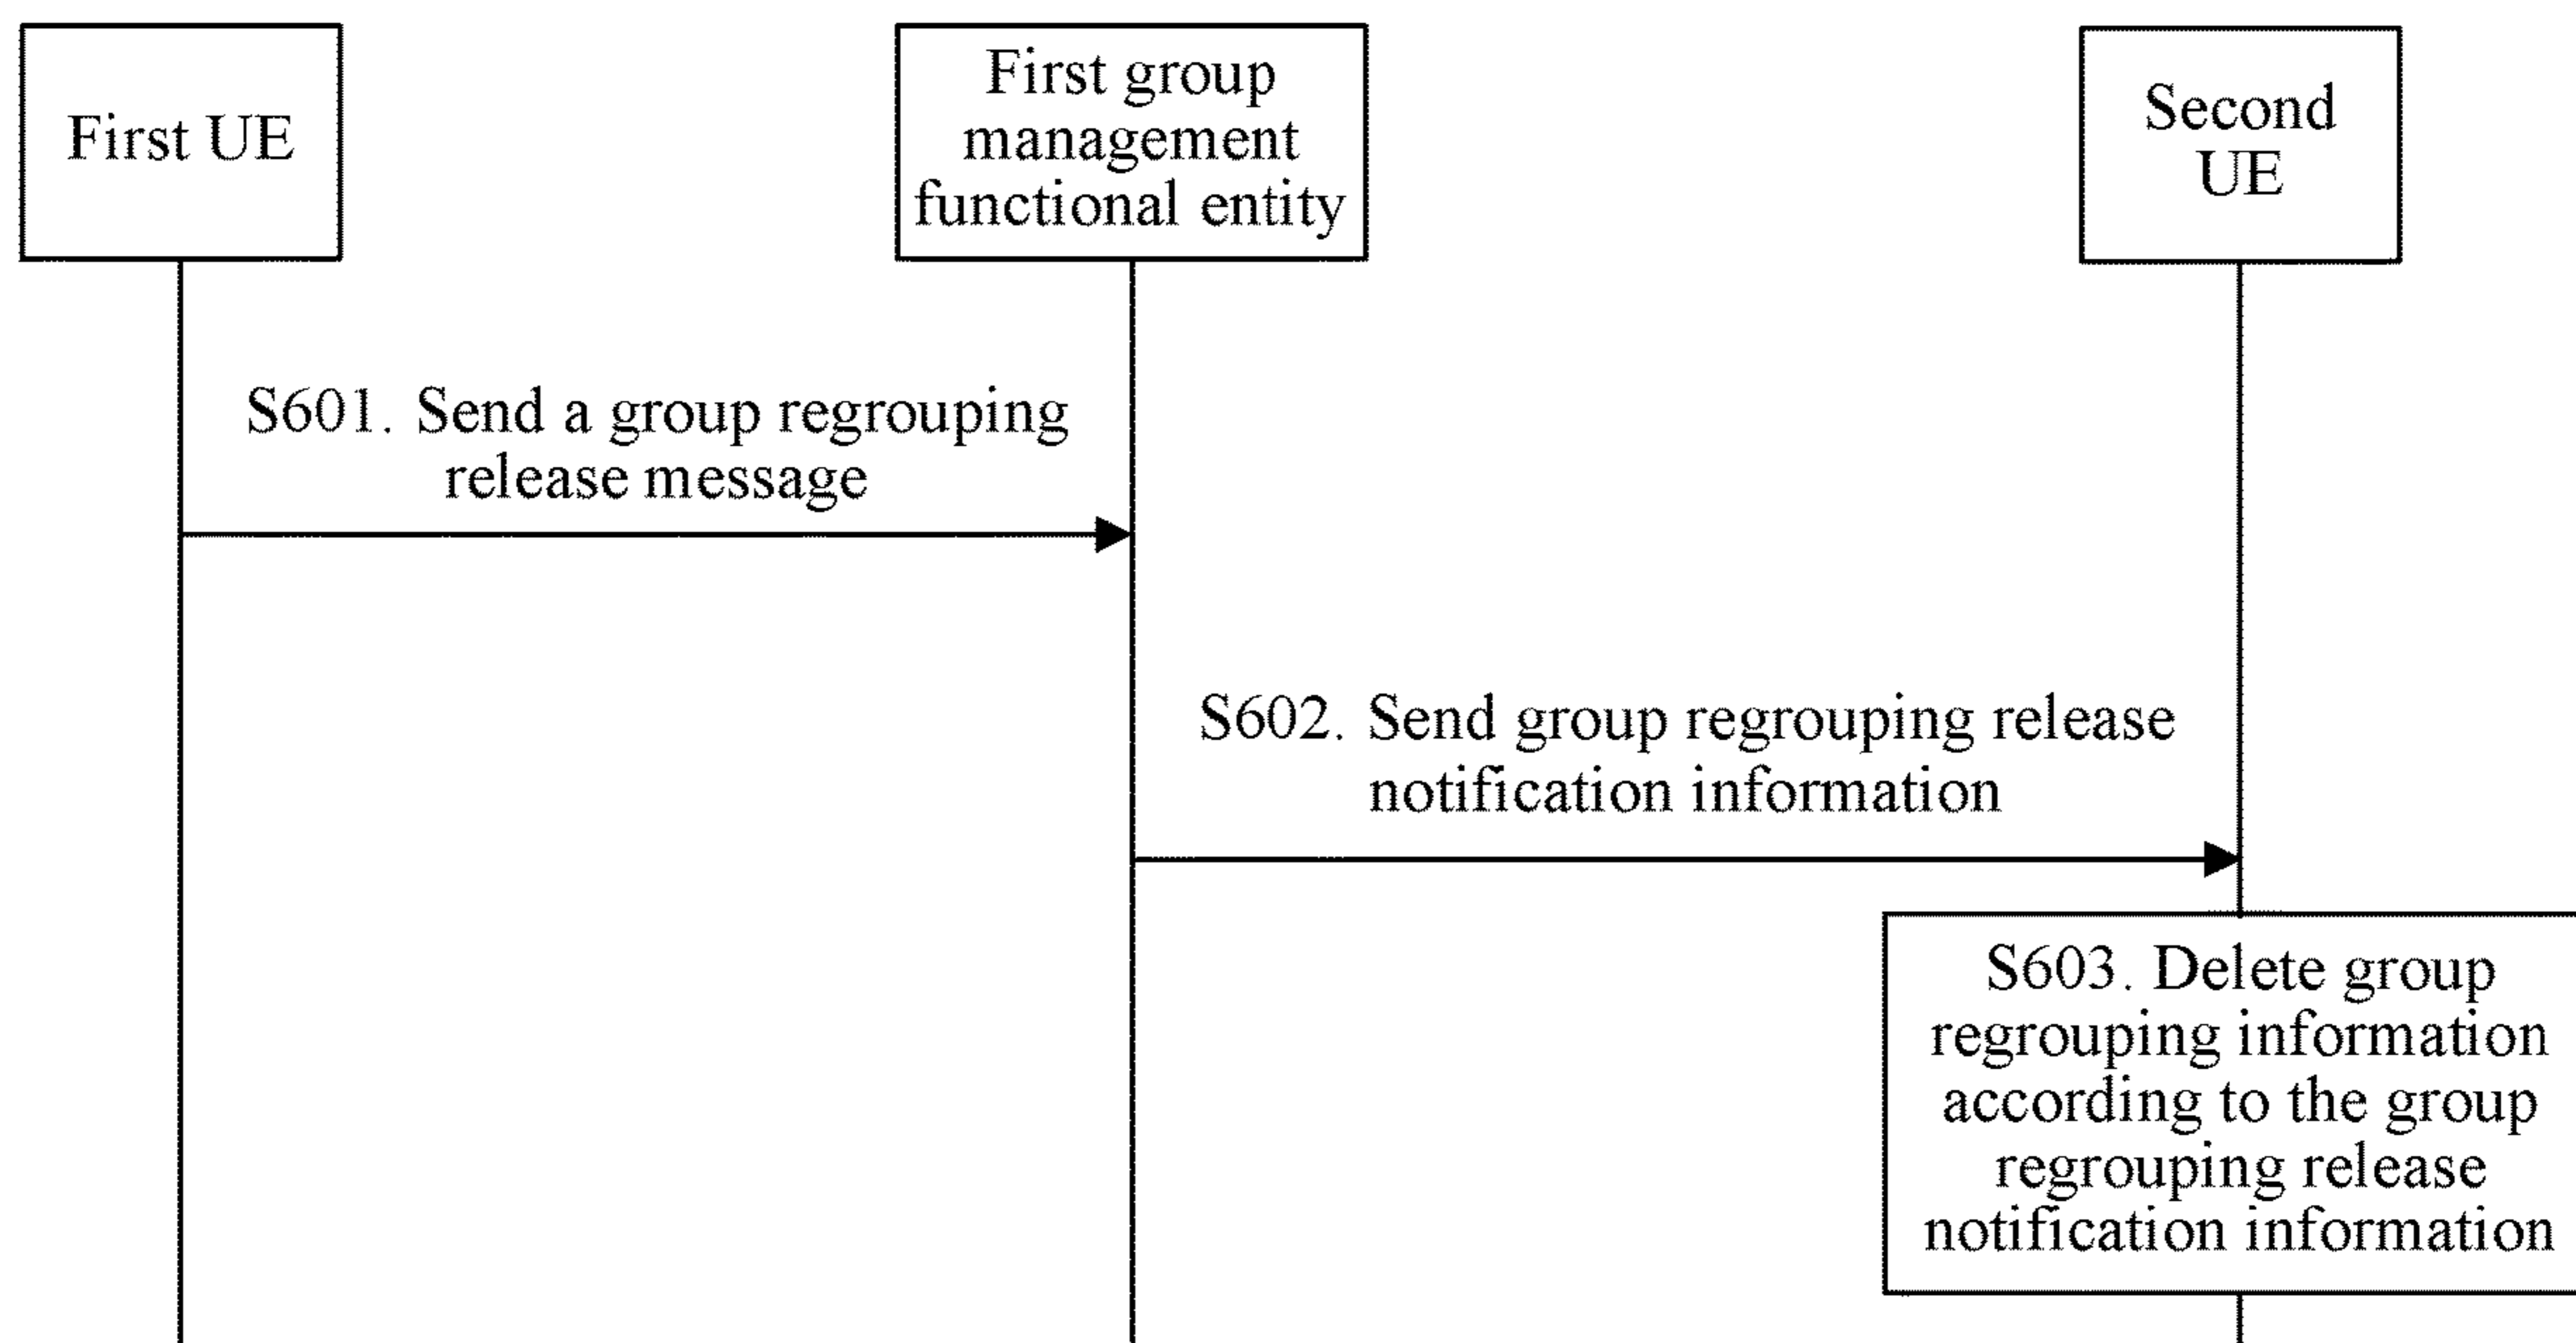 First UE
First group
management
functional entity
Second
UE
S601. Send a group regrouping
release message
S602. Send group regrouping release
notification information
S603. Delete group
regrouping information
according to the group
regrouping release
notification information